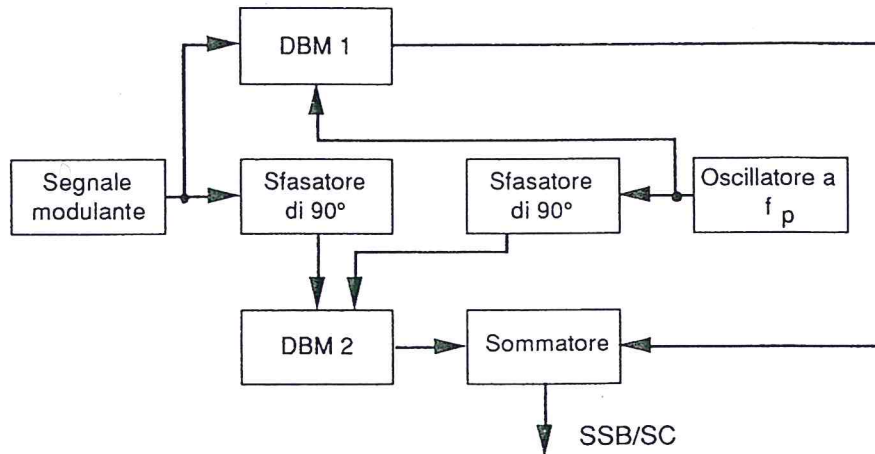 DBM 1
Segnale
modulante
Sfasatore
di 90°
Sfasatore
di 90°
Oscillatore a
f p
DBM 2
Sommatore
SSB/SC